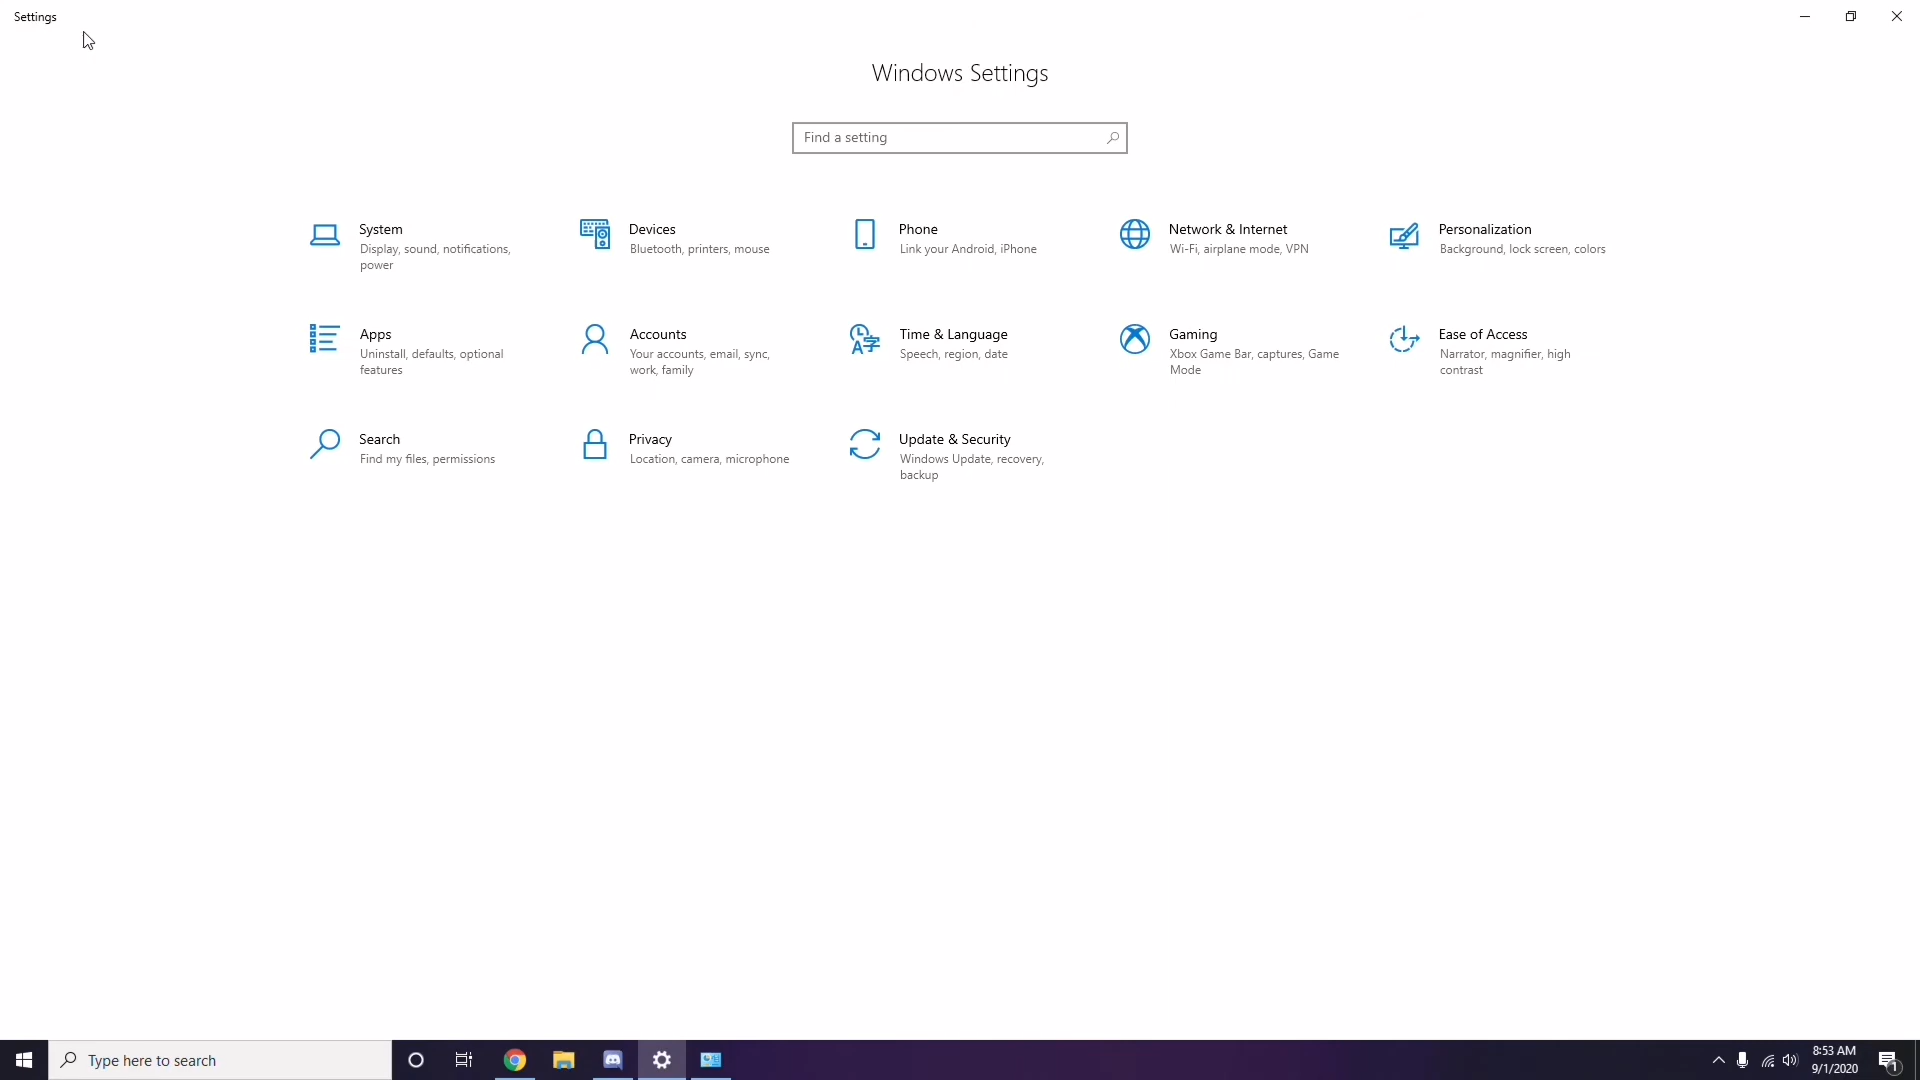 Settings
Windows Settings
Find a setting
System
Display, sound, notifications,
power
Devices
Bluetooth, printers, mouse
Phone
Link your Android, iPhone
Network & Internet
Wi-Fi, airplane mode, VPN
Personalization
Background, lock screen, colors
Apps
Uninstall, defaults, optional
features
Accounts
Your accounts, email, sync,
work, family
Time & Language
Speech, region, date
Gaming
Xbox Game Bar, captures, Game
Mode
Ease of Access
Narrator, magnifier, high
contrast
Search
Find my files, permissions
Privacy
Location, camera, microphone
Update & Security
Windows Update, recovery,
backup
Type here to search
8:53 AM
9/1/2020
1